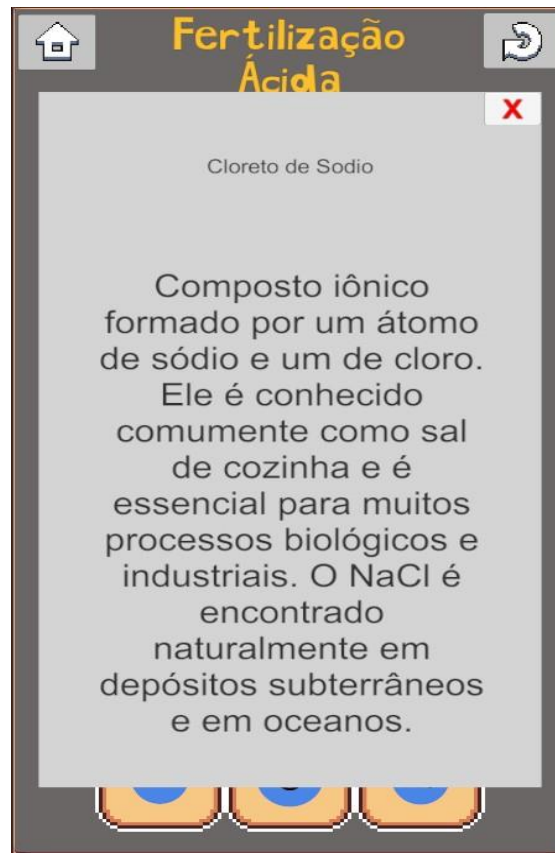 Fertilização
Ácida
X
Cloreto de Sodio
Composto iônico
formado por um átomo
de sódio e um de cloro.
Ele é conhecido
comumente como sal
de cozinha e é
essencial para muitos
processos biológicos e
industriais. O NaCl é
encontrado
naturalmente em
depósitos subterrâneos
e em oceanos.